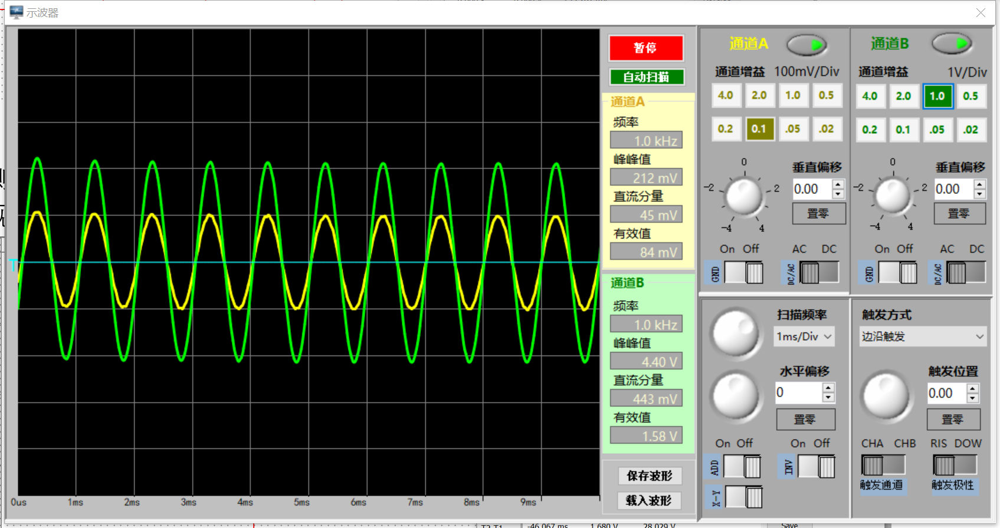 示波器
暂停
自动扫描
通道A
频率
1.0 kHz
峰峰值
212 mV
直流分量
45 mV
有效值
84 mV
通道B
频率
1.0 kHz
峰峰值
4.40 V
直流分量
443 mV
有效值
1.58 V
保存波形
载入波形
T
0us 1ms 2ms 3ms 4ms 5ms 6ms 7ms 8ms 9ms
通道A
通道增益 100mV/Div
4.0 2.0 1.0 0.5
0.2 0.1 .05 .02
0
-2 2
-4 4
垂直偏移
0.00
置零
On Off
GND
AC DC
DC/AC
通道B
通道增益 1V/Div
4.0 2.0 1.0 0.5
0.2 0.1 .05 .02
0
-2 2
-4 4
垂直偏移
0.00
置零
On Off
GND
AC DC
DC/AC
扫描频率
1ms/Div
水平偏移
0
置零
On Off
ADD
On Off
INV
X-Y
触发方式
边沿触发
触发位置
0.00
置零
CHA CHB
触发通道
RIS DOW
触发极性
T2-T1 -46.067 ms 1.680 V 28.029 V Save